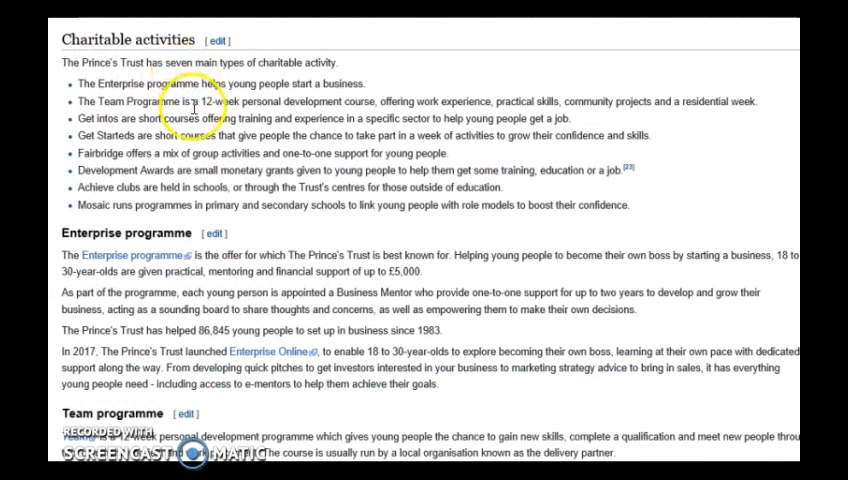 Charitable activities [ edit ]
The Prince's Trust has seven main types of charitable activity.
• The Enterprise programme helps young people start a business.
• The Team Programme is a 12-week personal development course, offering work experience, practical skills, community projects and a residential week.
• Get intos are short courses offering training and experience in a specific sector to help young people get a job.
• Get Starteds are short courses that give people the chance to take part in a week of activities to grow their confidence and skills.
• Fairbridge offers a mix of group activities and one-to-one support for young people.
• Development Awards are small monetary grants given to young people to help them get some training, education or a job.[23]
• Achieve clubs are held in schools, or through the Trust's centres for those outside of education.
• Mosaic runs programmes in primary and secondary schools to link young people with role models to boost their confidence.
Enterprise programme [ edit ]
The Enterprise programme is the offer for which The Prince's Trust is best known for. Helping young people to become their own boss by starting a business, 18 to
30-year-olds are given practical, mentoring and financial support of up to £5,000.
As part of the programme, each young person is appointed a Business Mentor who provide one-to-one support for up to two years to develop and grow their
business, acting as a sounding board to share thoughts and concerns, as well as empowering them to make their own decisions.
The Prince's Trust has helped 86,845 young people to set up in business since 1983.
In 2017, The Prince's Trust launched Enterprise Online, to enable 18 to 30-year-olds to explore becoming their own boss, learning at their own pace with dedicated
support along the way. From developing quick pitches to get investors interested in your business to marketing strategy advice to bring in sales, it has everything
young people need - including access to e-mentors to help them achieve their goals.
Team programme [ edit ]
RECORDED WITH
is a 12-week personal development programme which gives young people the chance to gain new skills, complete a qualification and meet new people throu
SCREENCAST MATIC
The course is usually run by a local organisation known as the delivery partner.